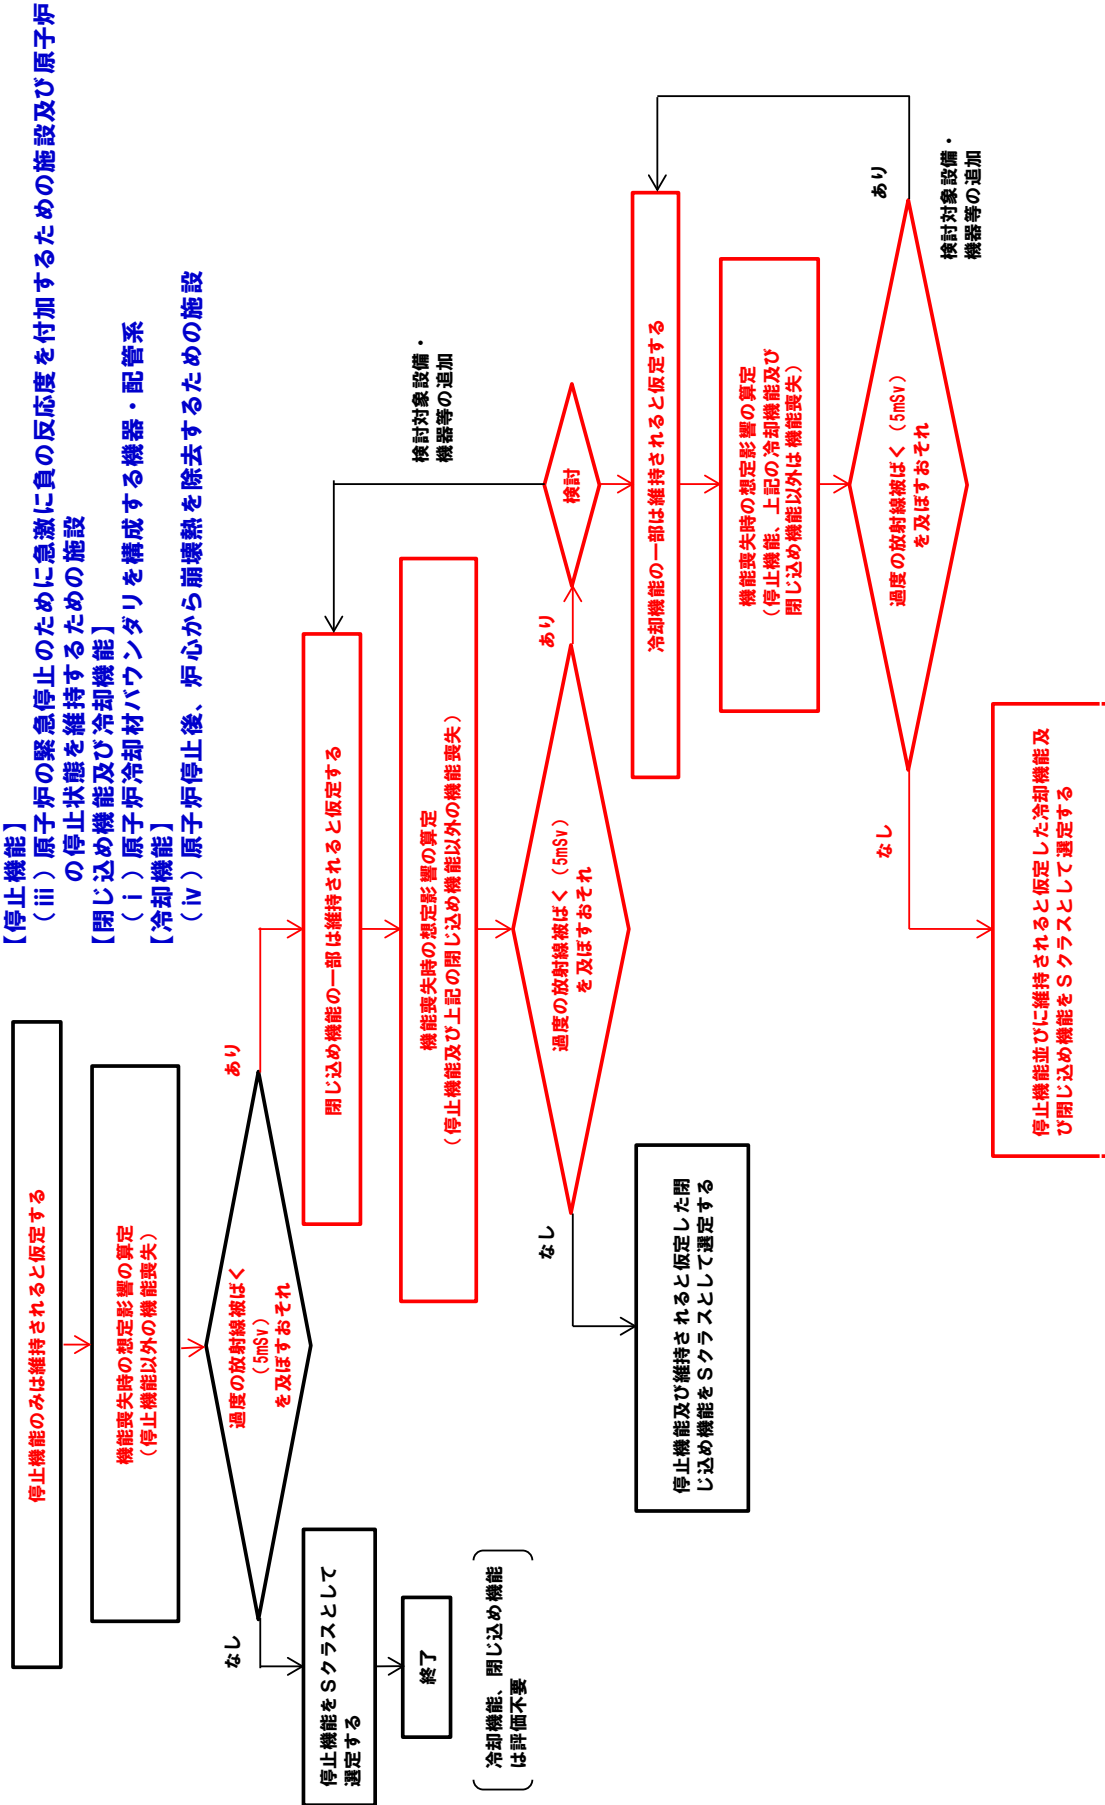 【停止機能】
（ⅲ）原子炉の緊急停止のために急激に負の反応度を付加するための施設及び原子炉
の停止状態を維持するための施設
【閉じ込め機能及び冷却機能】
（ⅰ）原子炉冷却材バウンダリを構成する機器・配管系
【冷却機能】
（ⅳ）原子炉停止後、炉心から崩壊熱を除去するための施設
停止機能のみは維持されると仮定する
機能喪失時の想定影響の算定
（停止機能以外の機能喪失）
過度の放射線被ばく
（5mSv）
を及ぼすおそれ
なし
あり
停止機能をＳクラスとして
選定する
終了
冷却機能、閉じ込め機能
は評価不要
閉じ込め機能の一部は維持されると仮定する
機能喪失時の想定影響の算定
（停止機能及び上記の閉じ込め機能以外の機能喪失）
過度の放射線被ばく（5mSv）
を及ぼすおそれ
なし
あり
停止機能及び維持されると仮定した閉
じ込め機能をＳクラスとして選定する
検討
検討対象設備・
機器等の追加
冷却機能の一部は維持されると仮定する
機能喪失時の想定影響の算定
（停止機能、上記の冷却機能及び
閉じ込め機能以外は機能喪失）
過度の放射線被ばく（5mSv）
を及ぼすおそれ
なし
あり
検討対象設備・
機器等の追加
停止機能並びに維持されると仮定した冷却機能及
び閉じ込め機能をＳクラスとして選定する